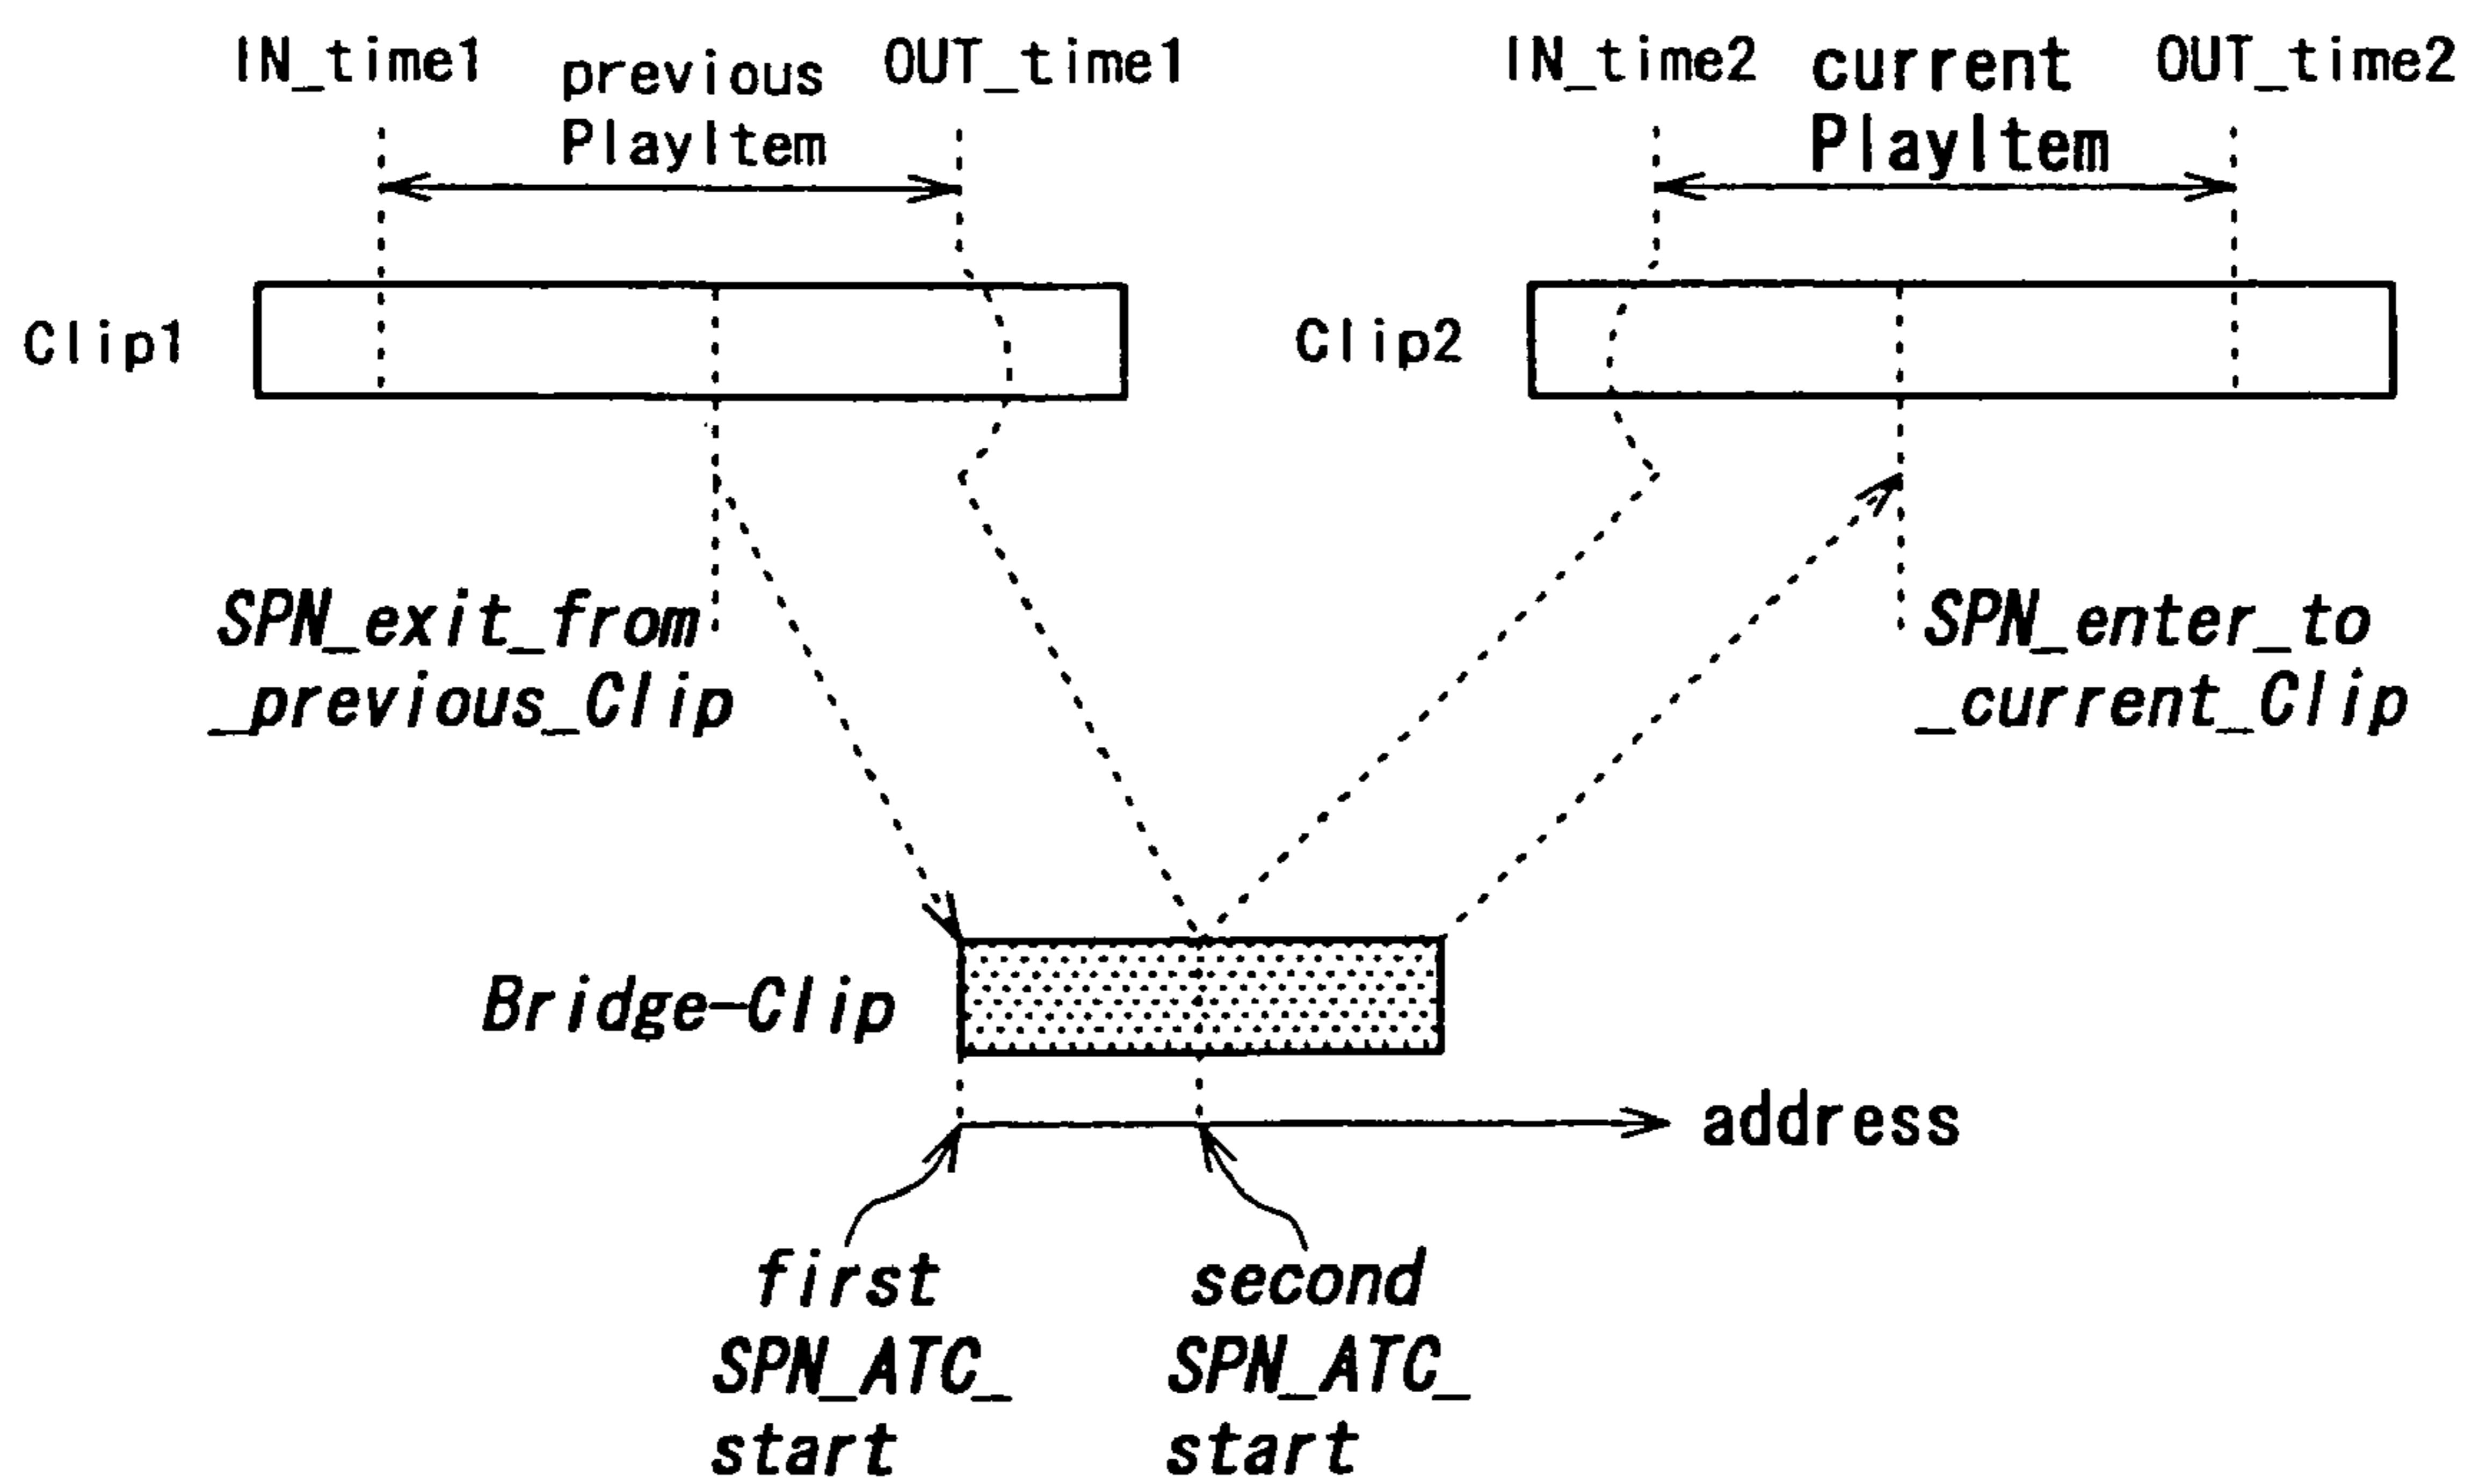 IN_time1
previous
PlayItem
OUT_time1
IN_time2
current
PlayItem
OUT_time2
Clip1
Clip2
SPN_exit_from
_previous_Clip
SPN_enter_to
_current_Clip
Bridge-Clip
address
first
SPN_ATC_
start
second
SPN_ATC_
start